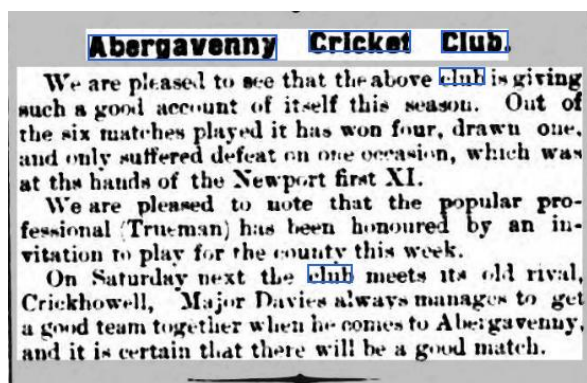 Abergavenny Cricket Club.
We are pleased to see that the above club is giving
such a good account of itself this season. Out of
the six matches played it has won four, drawn one,
and only suffered defeat on one occasion, which was
at ths hands of the Newport first XI.
We are pleased to note that the popular pro-
fessional (Trueman) has been honoured by an in-
vitation to play for the county this week.
On Saturday next the club meets its old rival,
Crickhowell, Major Davies always manages to get
a good team together when he comes to Abergavenny,
and it is certain that there will be a good match.